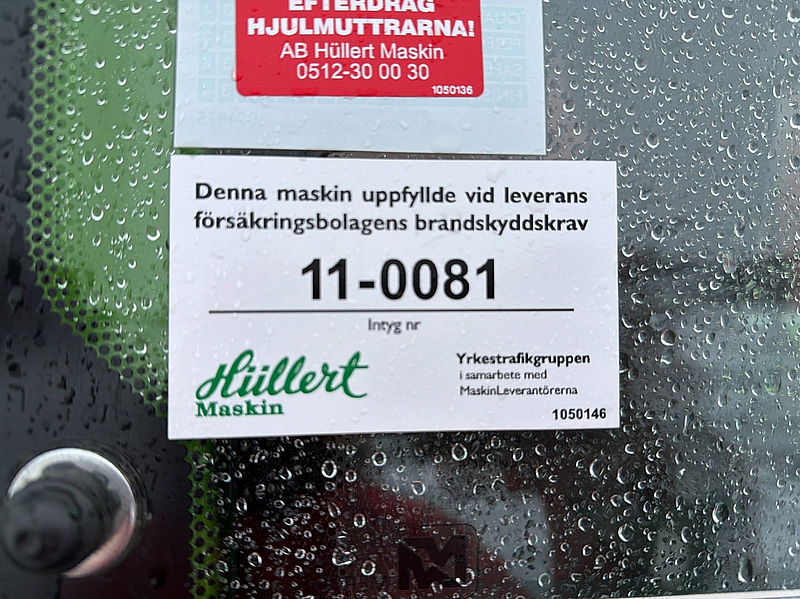 EFTERDRAG
HJULMUTTRARNA!
AB Hüllert Maskin
0512-30 00 30
1050136
Denna maskin uppfyllde vid leverans
försäkringsbolagens brandskyddskrav
11-0081
Intyg nr
Hüllert
Maskin
Yrkestrafikgruppen
i samarbete med
MaskinLeverantörerna
1050146